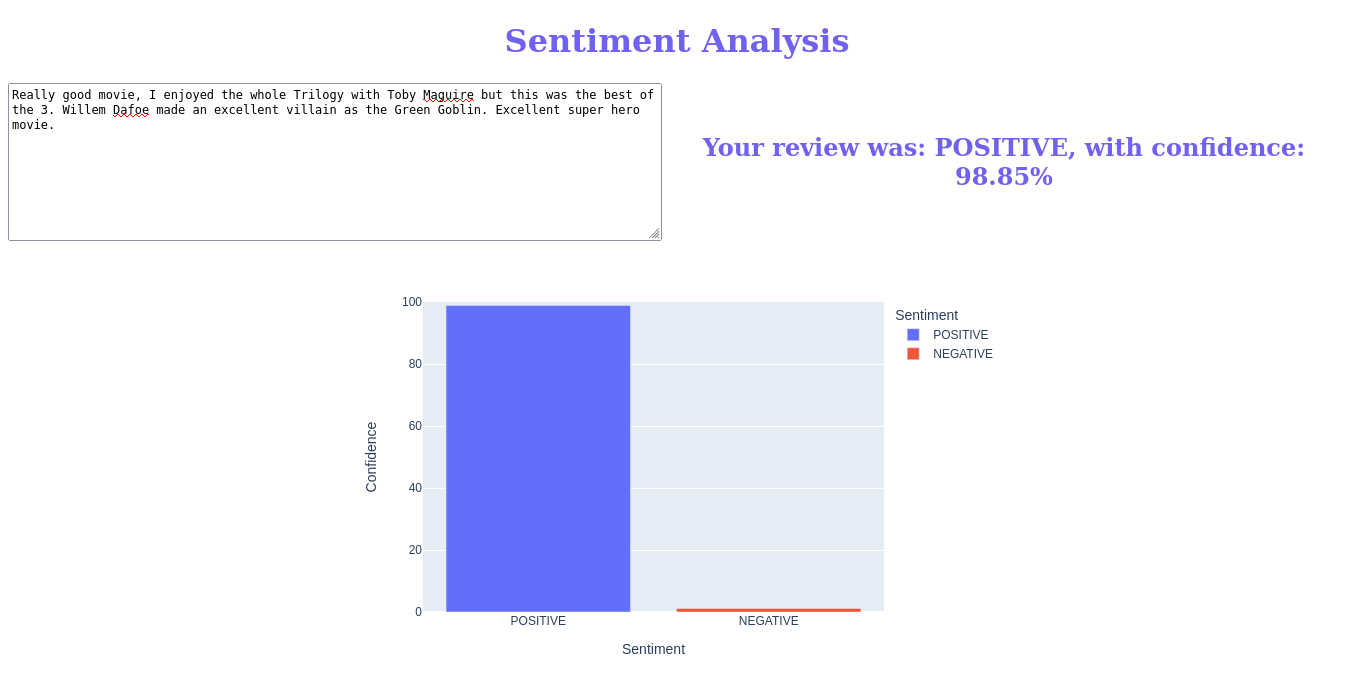 Sentiment Analysis
Really good movie, I enjoyed the whole Trilogy with Toby Maguire but this was the best of
the 3. Willem Dafoe made an excellent villain as the Green Goblin. Excellent super hero
movie.
Your review was: POSITIVE, with confidence:
98.85%
100
80
60
40
20
0
Confidence
POSITIVE
NEGATIVE
Sentiment
Sentiment
POSITIVE
NEGATIVE